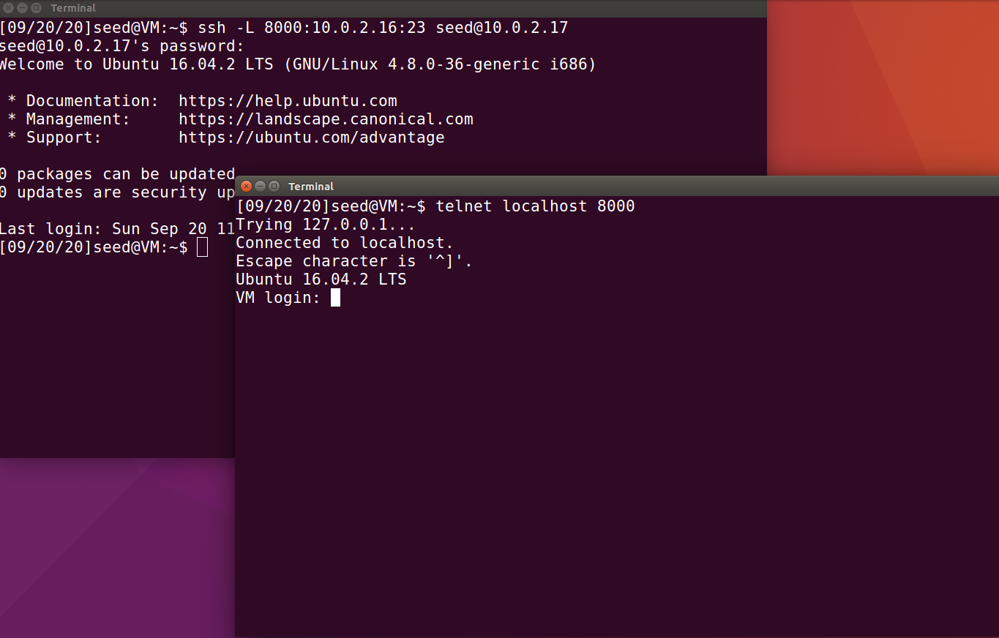 Terminal
[09/20/20]seed@VM:~$ ssh -L 8000:10.0.2.16:23 seed@10.0.2.17
seed@10.0.2.17's password:
Welcome to Ubuntu 16.04.2 LTS (GNU/Linux 4.8.0-36-generic i686)
* Documentation:  https://help.ubuntu.com
* Management:     https://landscape.canonical.com
* Support:        https://ubuntu.com/advantage
0 packages can be updated
0 updates are security up
Last login: Sun Sep 20 11
[09/20/20]seed@VM:~$
Terminal
[09/20/20]seed@VM:~$ telnet localhost 8000
Trying 127.0.0.1...
Connected to localhost.
Escape character is '^]'.
Ubuntu 16.04.2 LTS
VM login: